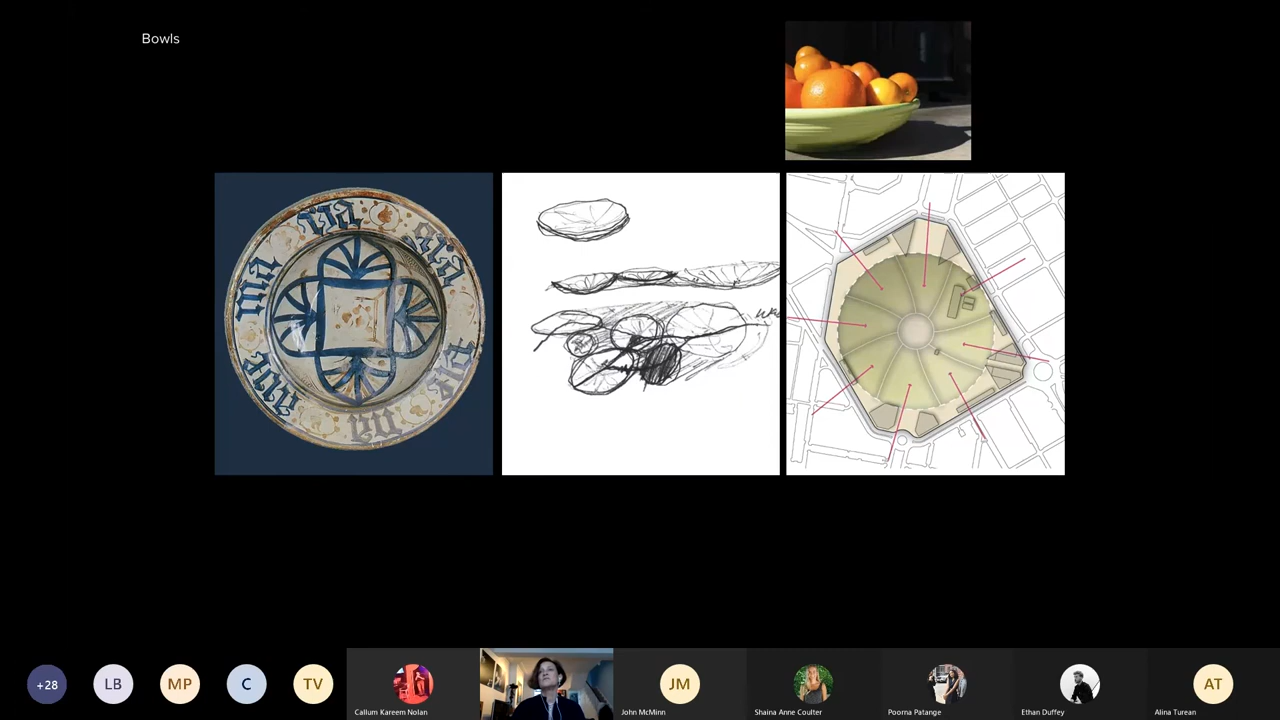 Bowls
+28
LB
MP
C
TV
Callum Kareem Nolan
JM
John McMinn
Shaina Anne Coulter
Poorna Patange
Ethan Duffey
AT
Alina Turean